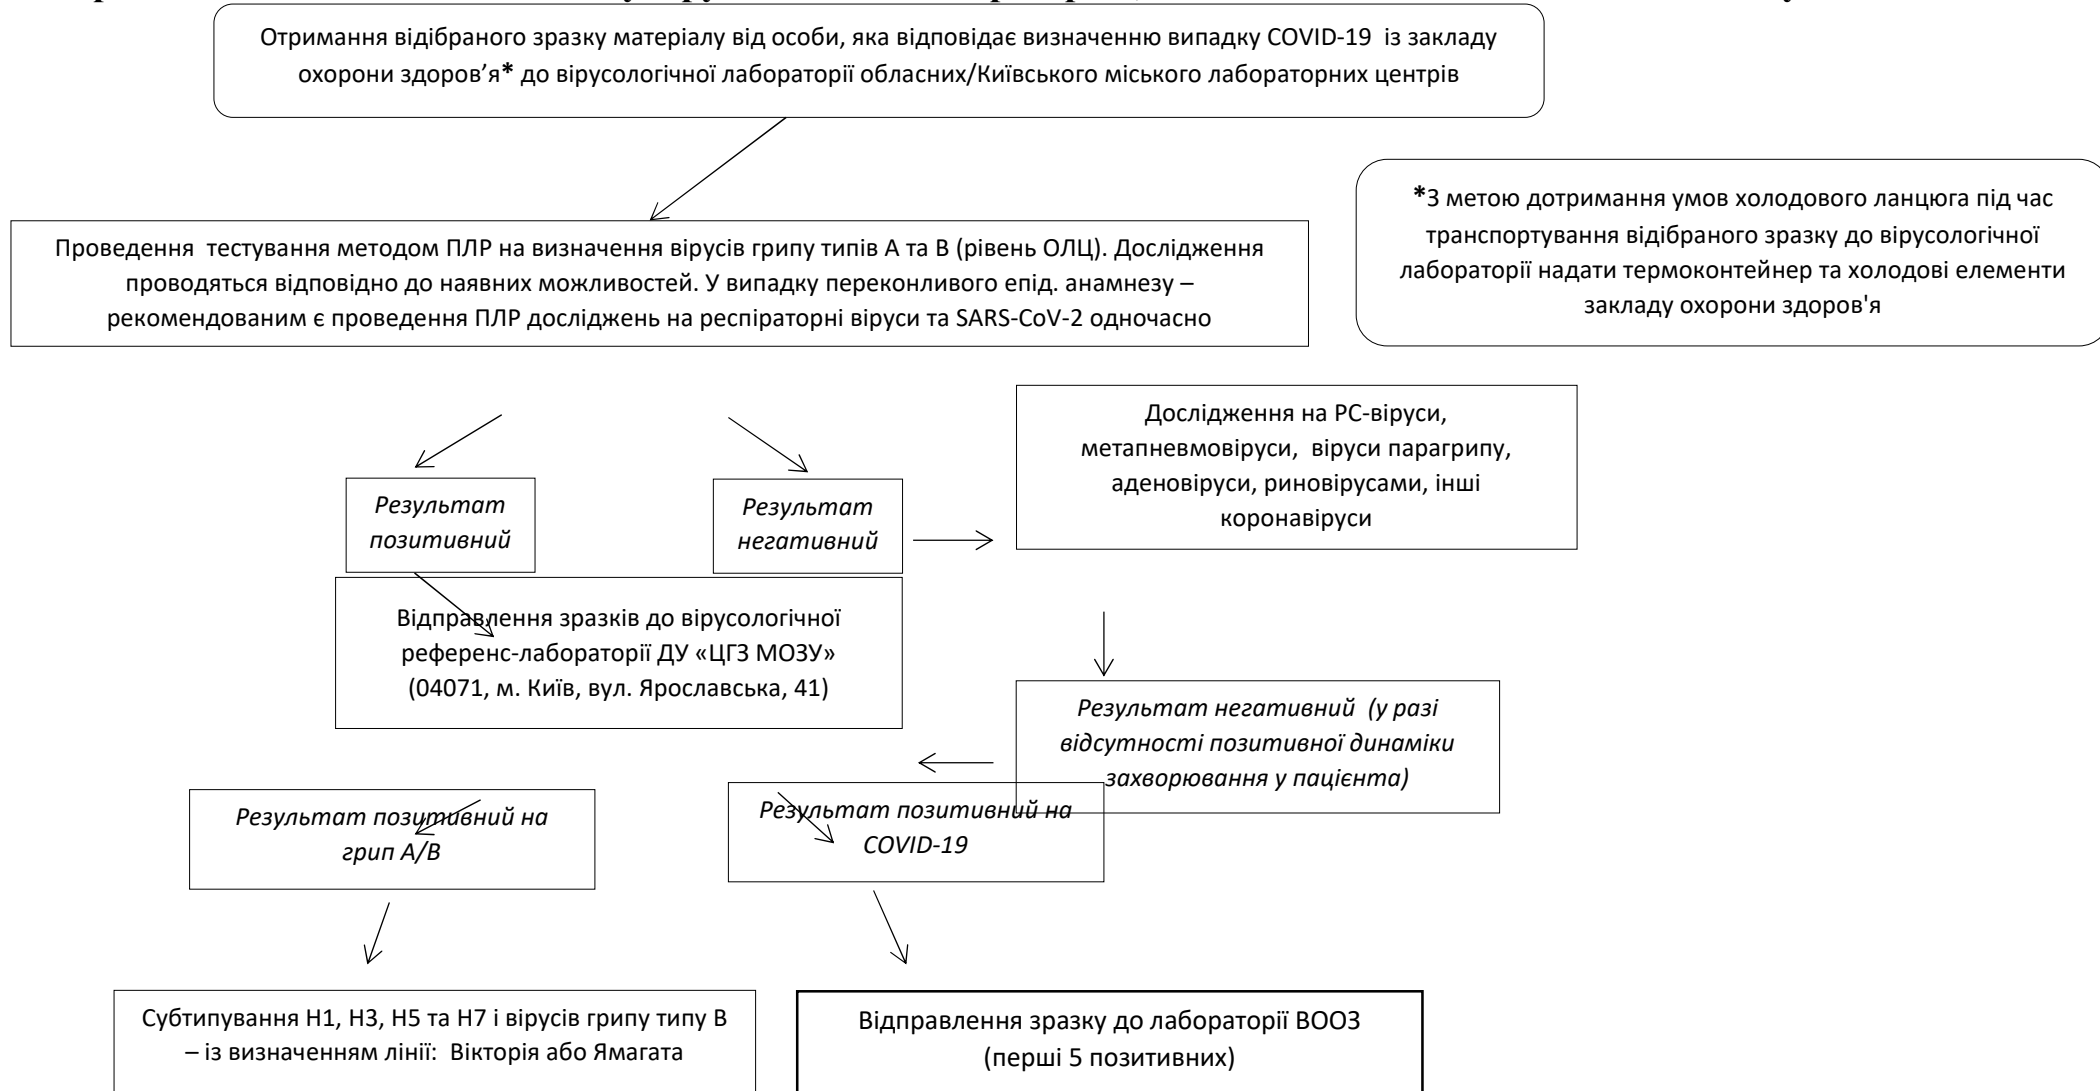 Отримання відібраного зразку матеріалу від особи, яка відповідає визначенню випадку COVID-19 із закладу
охорони здоров’я* до вірусологічної лабораторії обласних/Київського міського лабораторних центрів
*З метою дотримання умов холодового ланцюга під час
транспортування відібраного зразку до вірусологічної
лабораторії надати термоконтейнер та холодові елементи
закладу охорони здоров'я
Проведення тестування методом ПЛР на визначення вірусів грипу типів А та В (рівень ОЛЦ). Дослідження
проводяться відповідно до наявних можливостей. У випадку переконливого епід. анамнезу –
рекомендованим є проведення ПЛР досліджень на респіраторні віруси та SARS-CoV-2 одночасно
Дослідження на РС-віруси,
метапневмовіруси, віруси парагрипу,
аденовіруси, риновірусами, інші
коронавіруси
Результат
позитивний
Результат
негативний
Відправлення зразків до вірусологічної
референс-лабораторії ДУ «ЦГЗ МОЗУ»
(04071, м. Київ, вул. Ярославська, 41)
Результат негативний (у разі
відсутності позитивної динаміки
захворювання у пацієнта)
Результат позитивний на
грип А/В
Результат позитивний на
COVID-19
Субтипування H1, H3, H5 та H7 і вірусів грипу типу В
– із визначенням лінії: Вікторія або Ямагата
Відправлення зразку до лабораторії ВООЗ
(перші 5 позитивних)